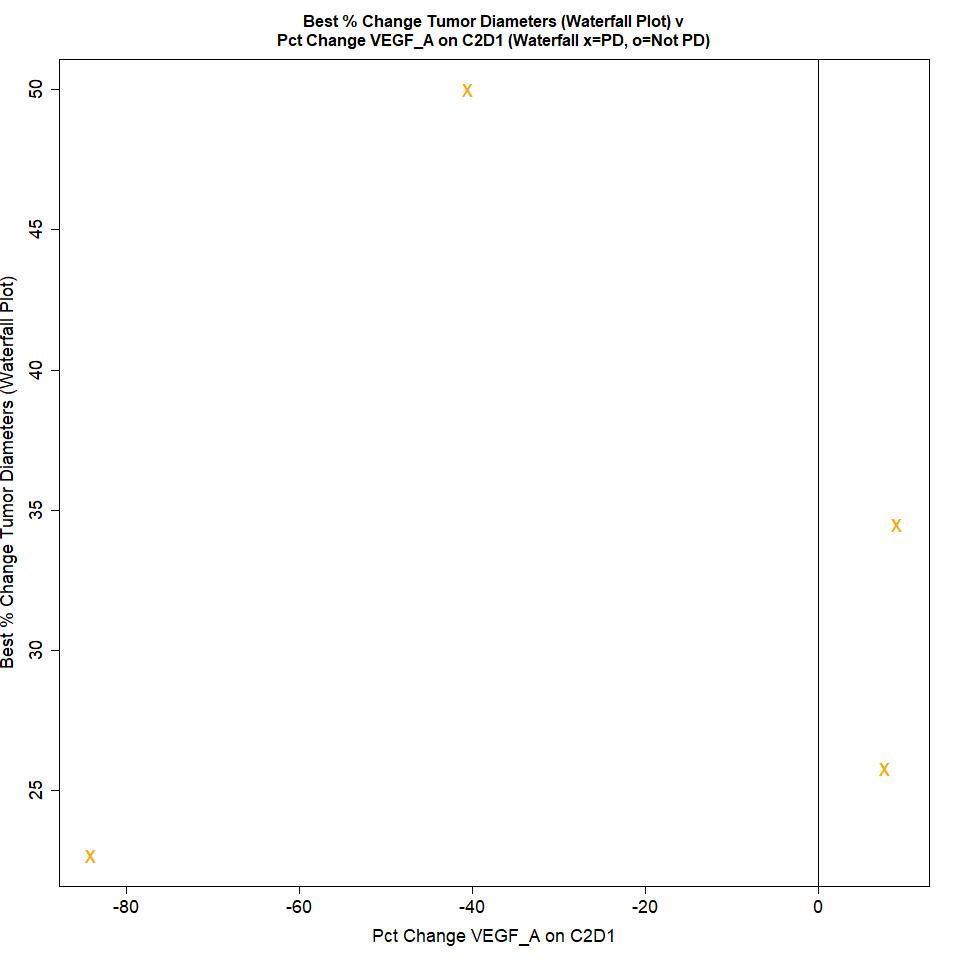 Best % Change Tumor Diameters (Waterfall Plot) v
Pct Change VEGF_A on C2D1 (Waterfall x=PD, o=Not PD)
Best % Change Tumor Diameters (Waterfall Plot)
50
45
40
35
30
25
X
X
X
X
-80
-60
-40
-20
0
Pct Change VEGF_A on C2D1